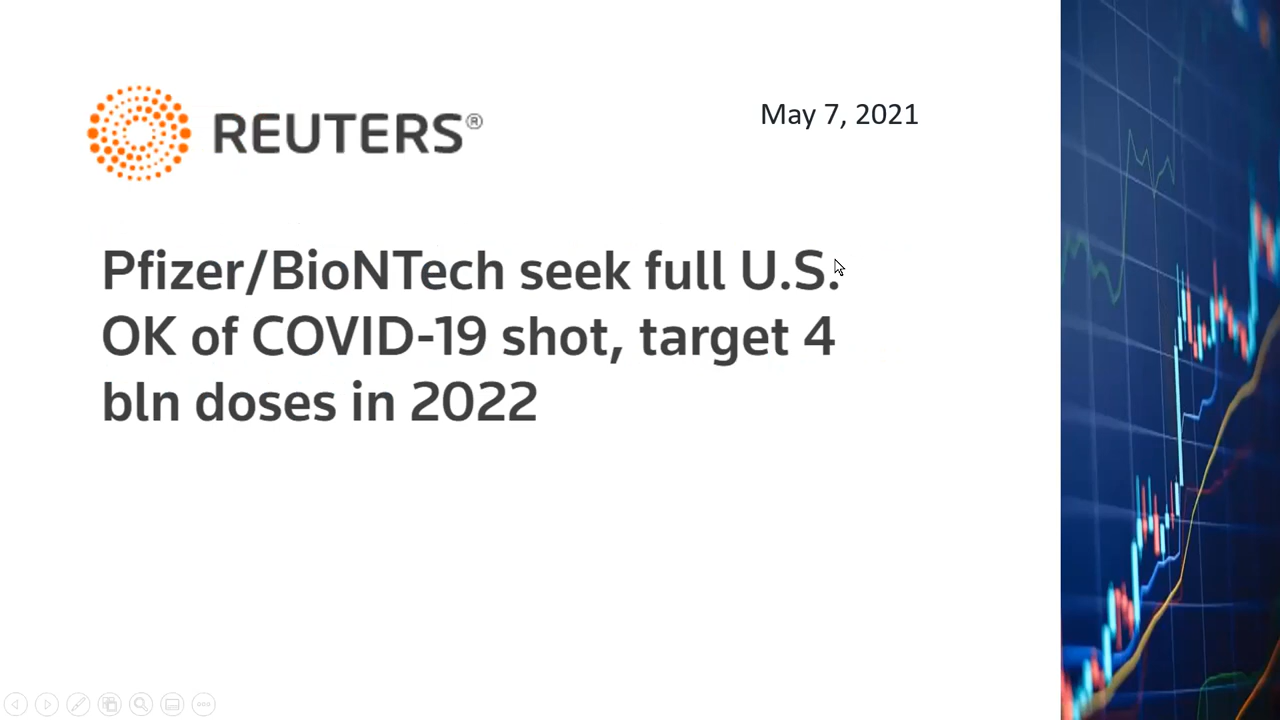 REUTERS®
May 7, 2021
Pfizer/BioNTech seek full U.S.
OK of COVID-19 shot, target 4
bln doses in 2022